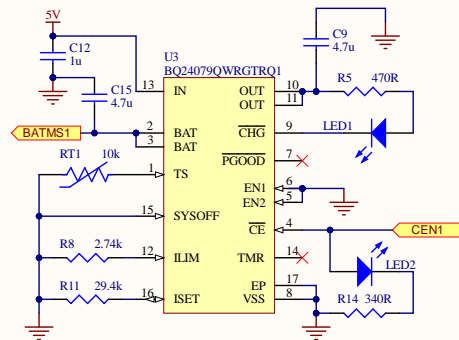 5V
C12
1u
C15
4.7u
C9
4.7u
U3
BQ24079QWRGTRQ1
R5 470R
13 IN OUT 10
OUT 11
BATMS1
2 BAT CHG 9
LED1
3 BAT
RT1 10k
PGOOD 7
1 TS
EN1 6
EN2 5
15 SYSOFF
CE 4
CEN1
R8 2.74k
12 ILIM TMR 14
LED2
R11 29.4k
EP 17
16 ISET VSS 8
R14 340R